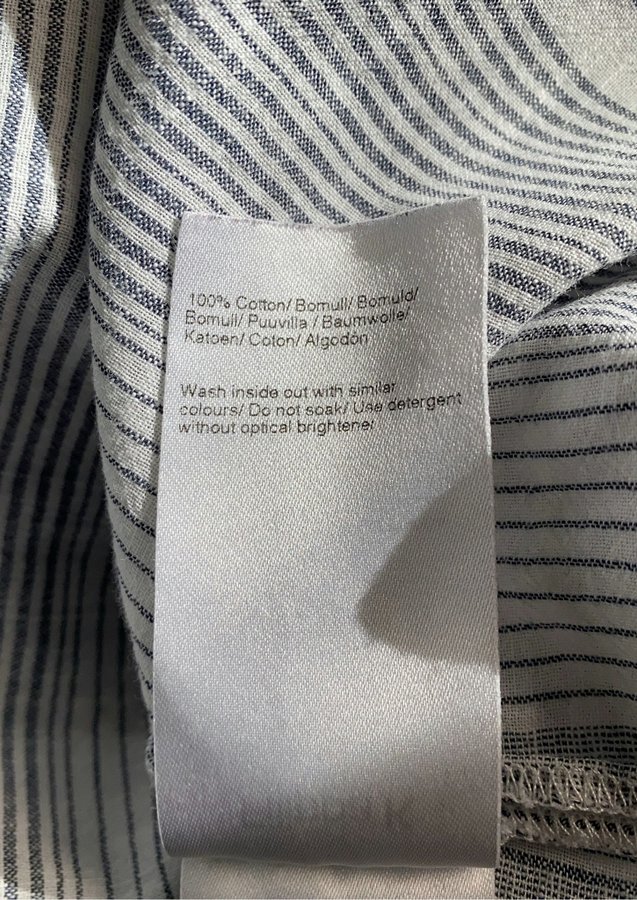 100% Cotton/ Bomull/ Bomuld/
Bomull/ Puuvilla / Baumwolle/
Katoen/ Coton/ Algodón
Wash inside out with similar
colours/ Do not soak/ Use detergent
without optical brightener